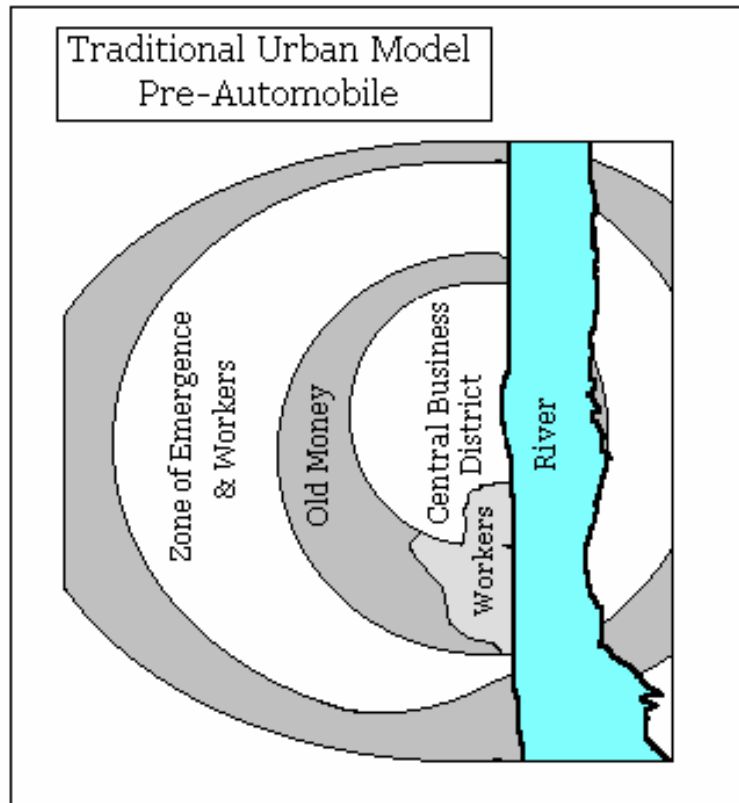 Traditional Urban Model
Pre-Automobile
Zone of Emergence
& Workers
Old Money
Central Business
District
Workers
River